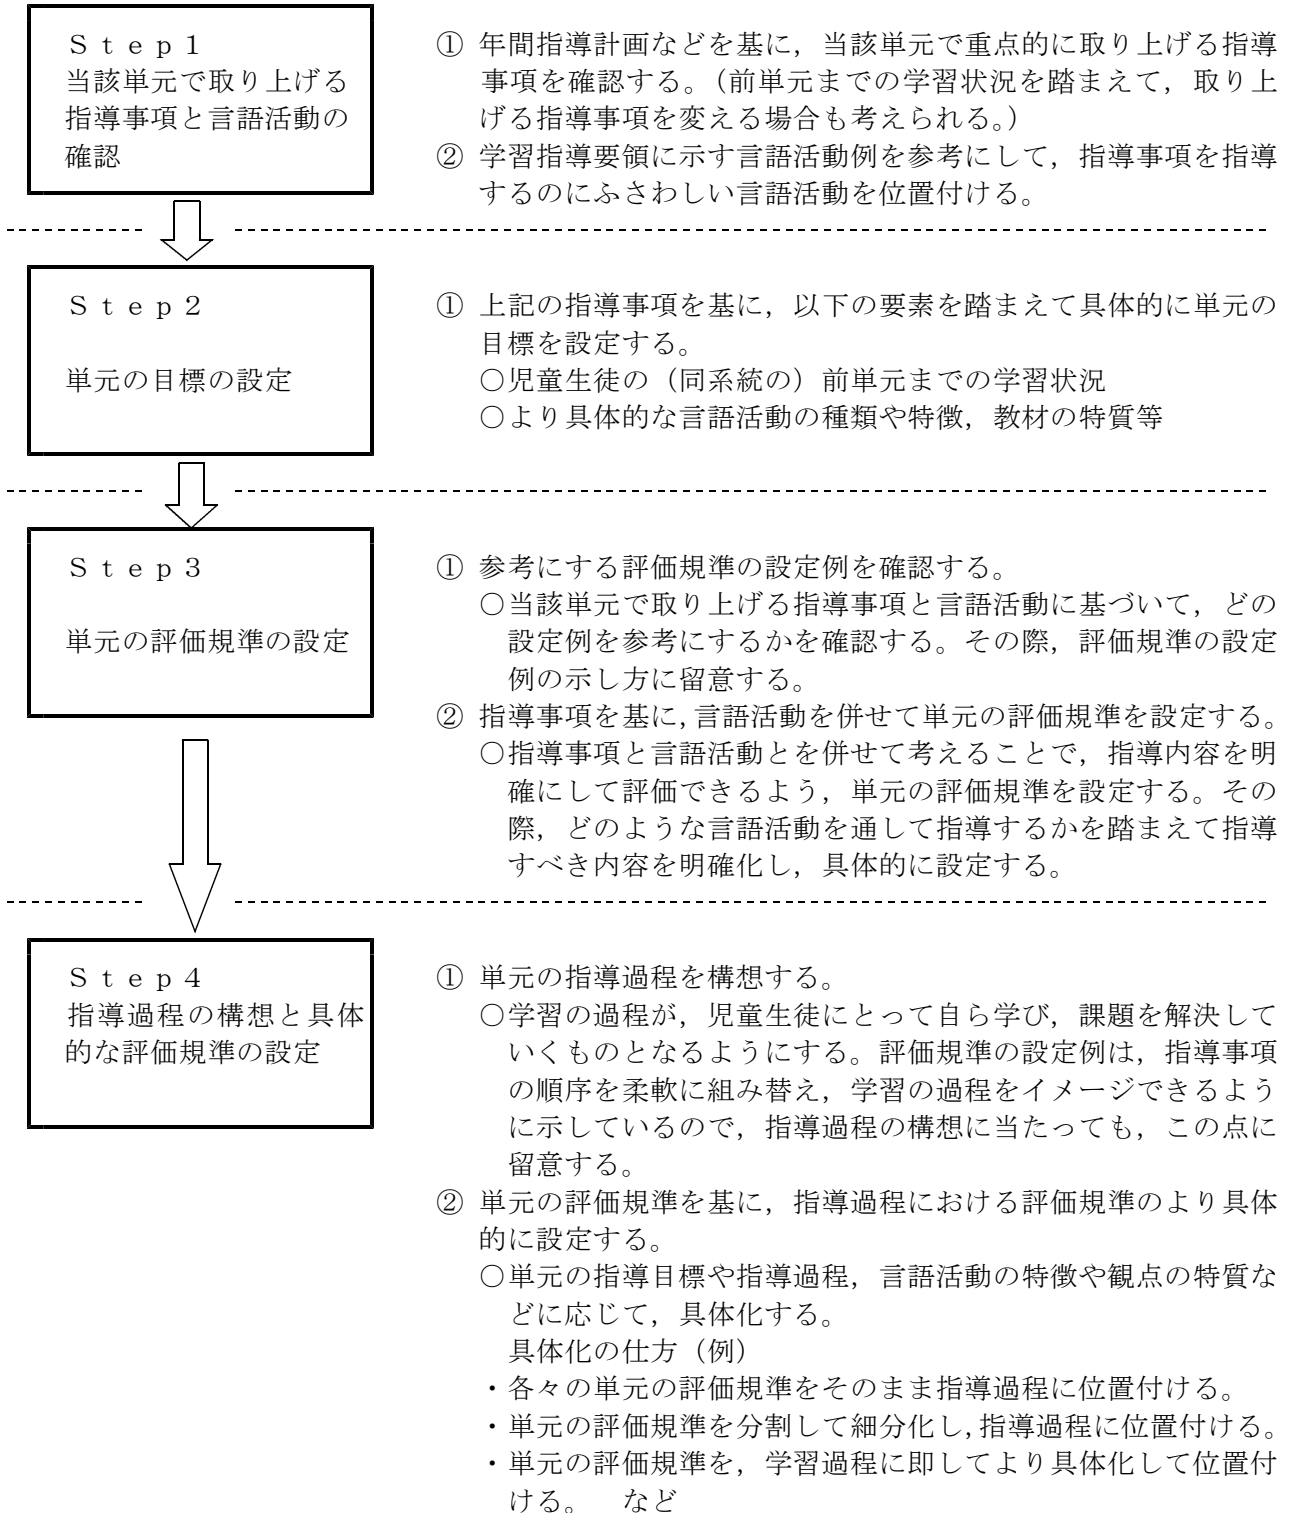 Ｓｔｅｐ１
当該単元で取り上げる
指導事項と言語活動の
確認
① 年間指導計画などを基に，当該単元で重点的に取り上げる指導
事項を確認する。（前単元までの学習状況を踏まえて，取り上
げる指導事項を変える場合も考えられる。）
② 学習指導要領に示す言語活動例を参考にして，指導事項を指導
するのにふさわしい言語活動を位置付ける。
Ｓｔｅｐ２
単元の目標の設定
① 上記の指導事項を基に，以下の要素を踏まえて具体的に単元の
目標を設定する。
○児童生徒の（同系統の）前単元までの学習状況
○より具体的な言語活動の種類や特徴，教材の特質等
Ｓｔｅｐ３
単元の評価規準の設定
① 参考にする評価規準の設定例を確認する。
○当該単元で取り上げる指導事項と言語活動に基づいて，どの
設定例を参考にするかを確認する。その際，評価規準の設定
例の示し方に留意する。
② 指導事項を基に，言語活動を併せて単元の評価規準を設定する。
○指導事項と言語活動とを併せて考えることで，指導内容を明
確にして評価できるよう，単元の評価規準を設定する。その
際，どのような言語活動を通して指導するかを踏まえて指導
すべき内容を明確化し，具体的に設定する。
Ｓｔｅｐ４
指導過程の構想と具体
的な評価規準の設定
① 単元の指導過程を構想する。
○学習の過程が，児童生徒にとって自ら学び，課題を解決して
いくものとなるようにする。評価規準の設定例は，指導事項
の順序を柔軟に組み替え，学習の過程をイメージできるよう
に示しているので，指導過程の構想に当たっても，この点に
留意する。
② 単元の評価規準を基に，指導過程における評価規準のより具体
的に設定する。
○単元の指導目標や指導過程，言語活動の特徴や観点の特質な
どに応じて，具体化する。
具体化の仕方（例）
・各々の単元の評価規準をそのまま指導過程に位置付ける。
・単元の評価規準を分割して細分化し，指導過程に位置付ける。
・単元の評価規準を，学習過程に即してより具体化して位置付
ける。　など